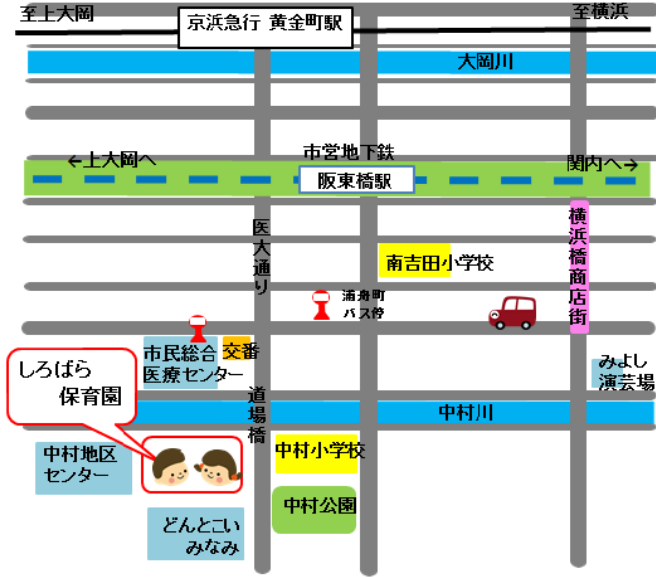 至上大岡
京浜急行 黄金町駅
至横浜
大岡川
市営地下鉄
←上大岡へ
阪東橋駅
関内へ→
医大通り
横浜橋商店街
南吉田小学校
浦舟町
バス停
市民総合
医療センター
交番
みよし
演芸場
しろばら
保育園
道場橋
中村川
中村地区
センター
中村小学校
中村公園
どんとこい
みなみ